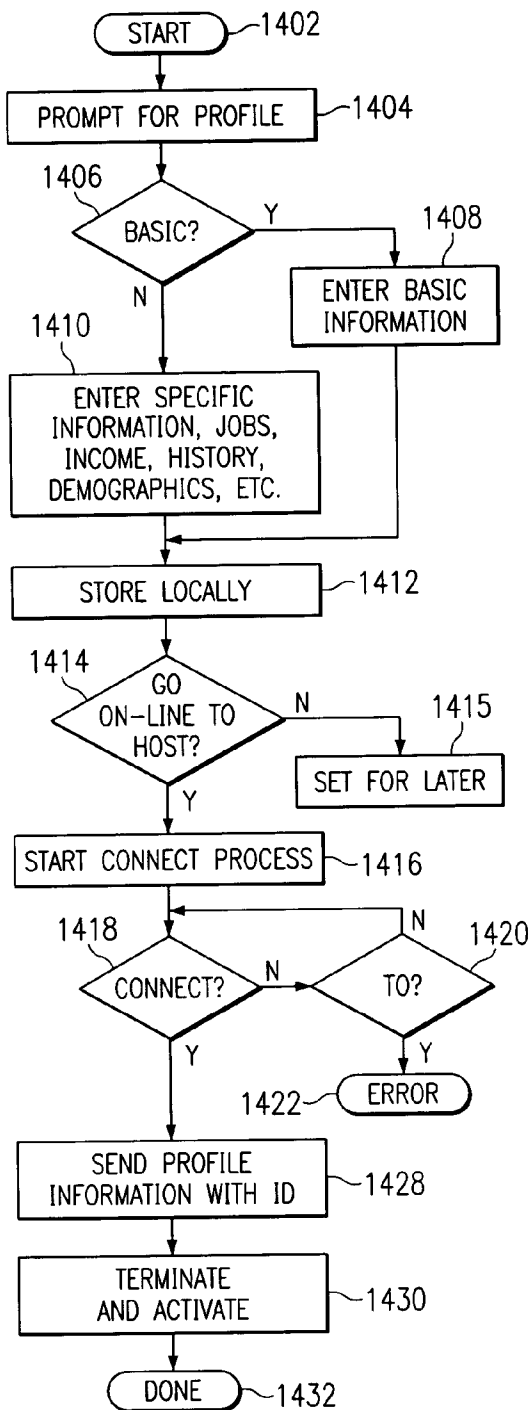 START
1402
PROMPT FOR PROFILE
1404
1406
BASIC?
Y
N
1408
ENTER BASIC
INFORMATION
1410
ENTER SPECIFIC
INFORMATION, JOBS,
INCOME, HISTORY,
DEMOGRAPHICS, ETC.
STORE LOCALLY
1412
1414
GO
ON-LINE TO
HOST?
N
Y
1415
SET FOR LATER
START CONNECT PROCESS
1416
1418
CONNECT?
N
Y
N
1420
TO?
Y
1422
ERROR
SEND PROFILE
INFORMATION WITH ID
1428
TERMINATE
AND ACTIVATE
1430
DONE
1432